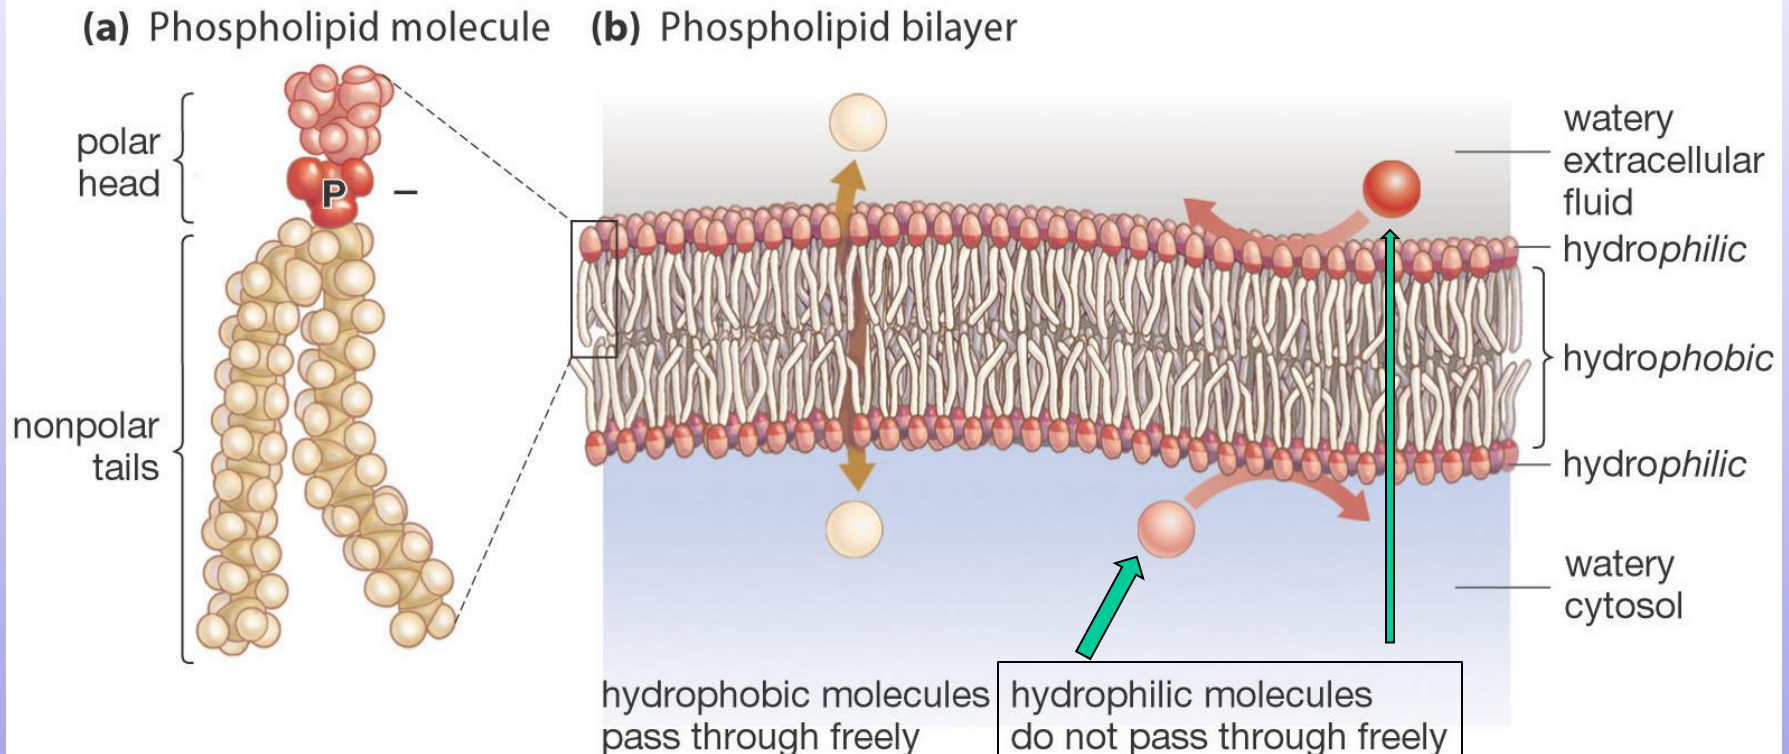 (a) Phospholipid molecule
polar
head
P
–
nonpolar
tails
(b) Phospholipid bilayer
watery
extracellular
fluid
hydrophilic
hydrophobic
hydrophilic
watery
cytosol
hydrophobic molecules
pass through freely
hydrophilic molecules
do not pass through freely